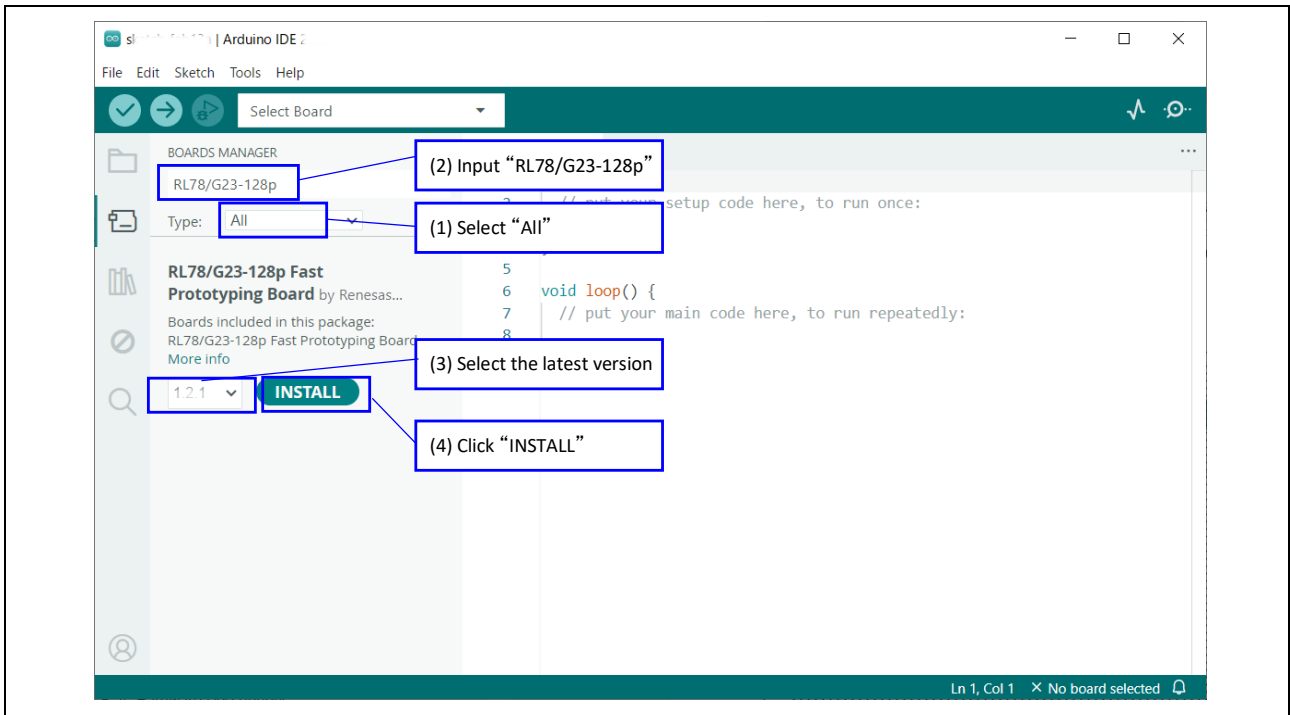 | Arduino IDE 2
File Edit Sketch Tools Help
Select Board
BOARDS MANAGER
RL78/G23-128p
(2) Input “RL78/G23-128p”
Type: All
(1) Select “All”
// put your setup code here, to run once:
5
RL78/G23-128p Fast
Prototyping Board by Renesas...
6 void loop() {
7 // put your main code here, to run repeatedly:
8
Boards included in this package:
RL78/G23-128p Fast Prototyping Board
More info
(3) Select the latest version
1.2.1 INSTALL
(4) Click “INSTALL”
Ln 1, Col 1 × No board selected